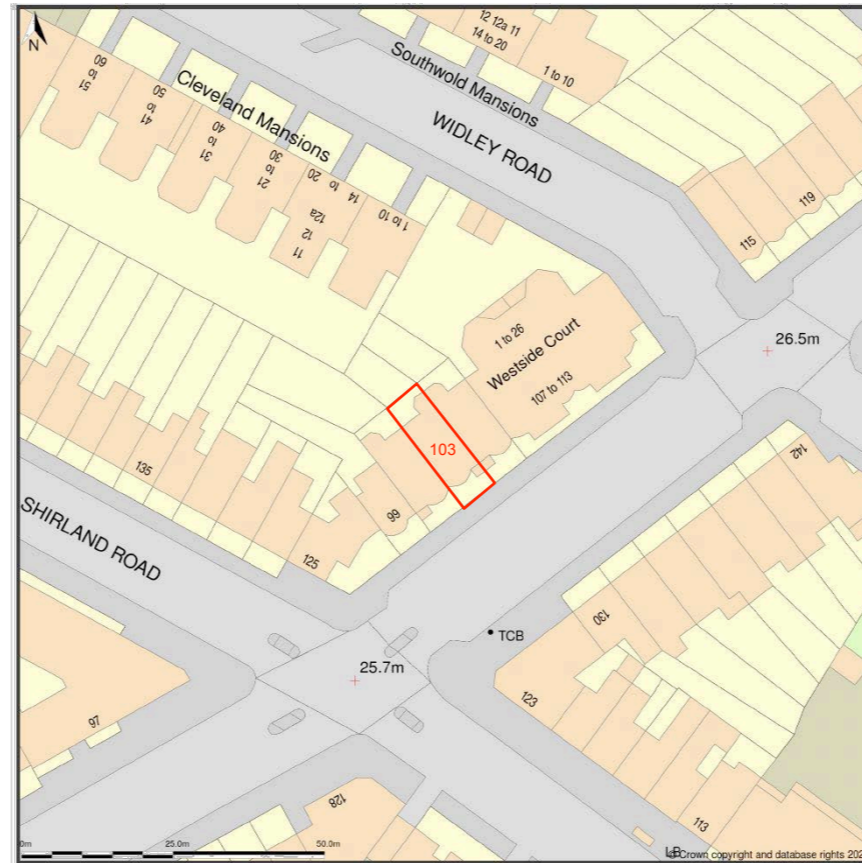 N
12 12a 11
14 to 20
1 to 10
Southwold Mansions
WIDLEY ROAD
Cleveland Mansions
51 to 60
41 to 50
31 to 40
21 to 30
14 to 20
11 12 12a
1 to 10
119
115
26.5m
1 to 26
Westside Court
107 to 113
103
99
135
125
SHIRLAND ROAD
142
130
TCB
25.7m
123
97
128
113
LB
0m
25.0m
50.0m
© Crown copyright and database rights 202